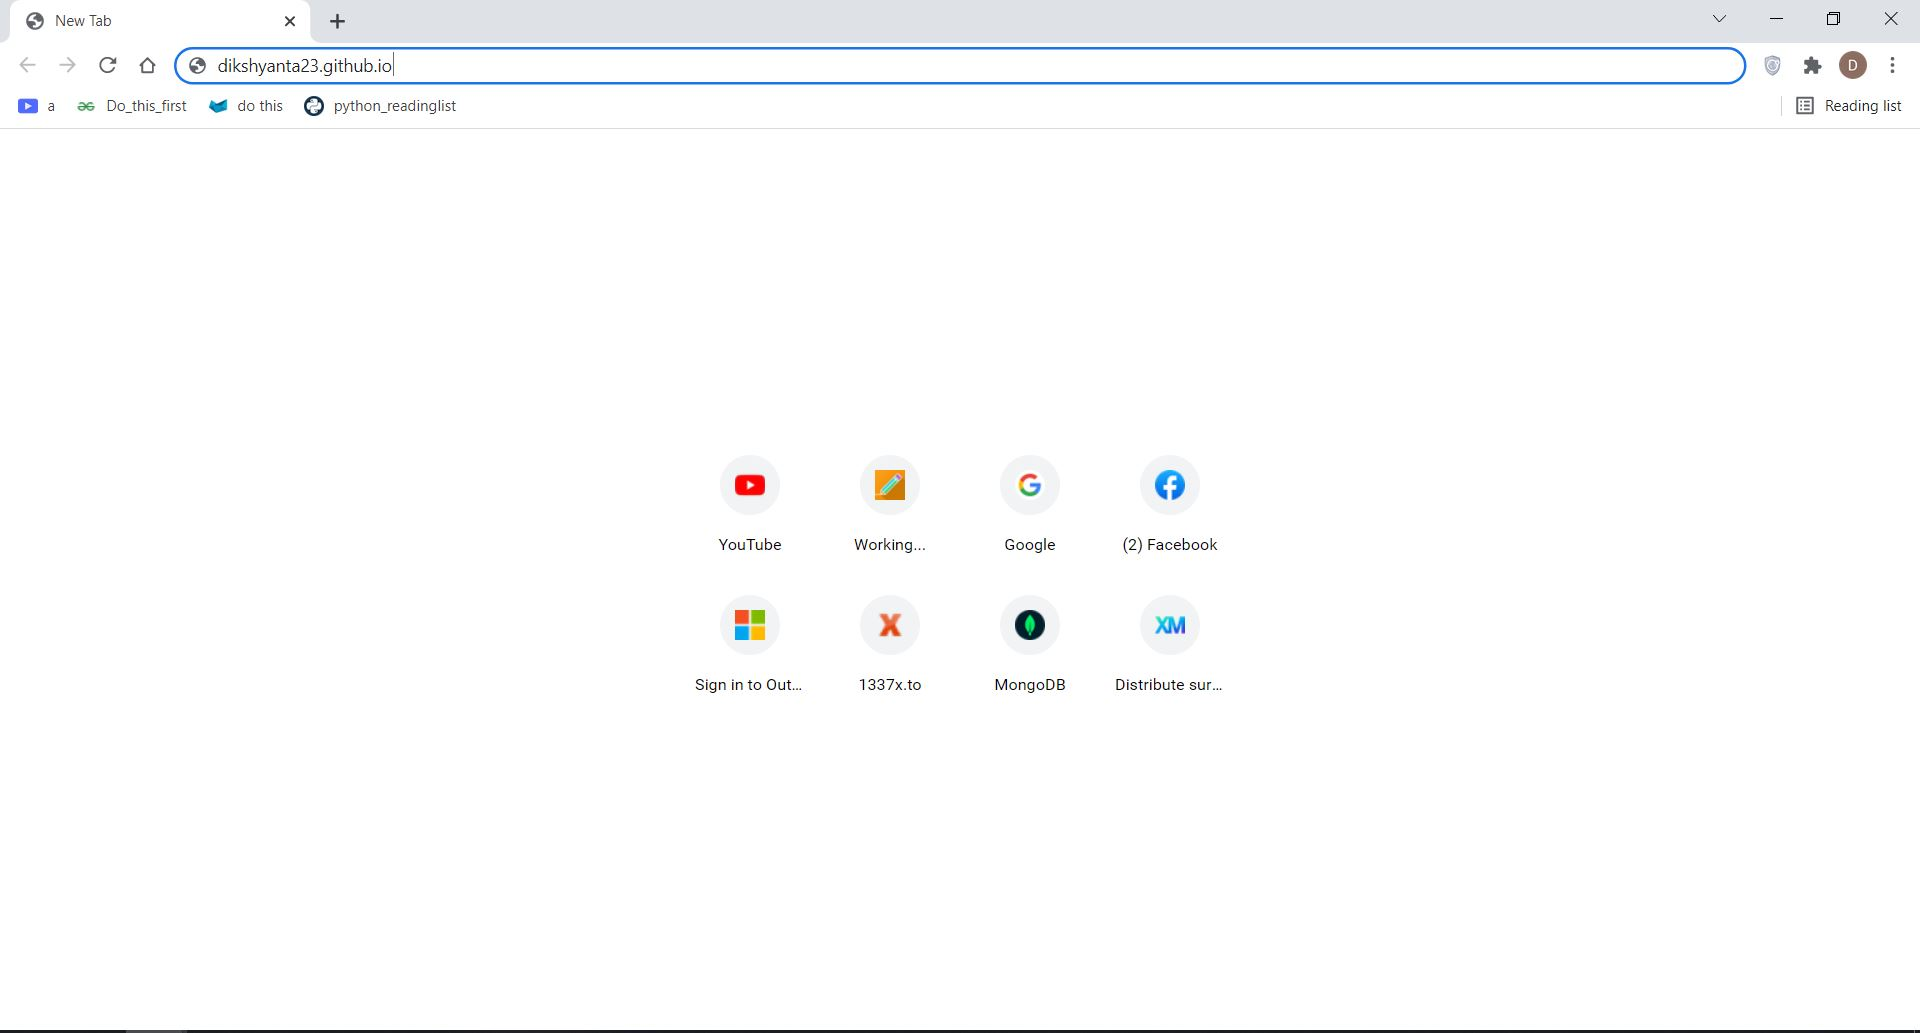 New Tab
dikshyanta23.github.io
D
a Do_this_first do this python_readinglist Reading list
YouTube Working... Google (2) Facebook
XM
Sign in to Out... 1337x.to MongoDB Distribute sur...